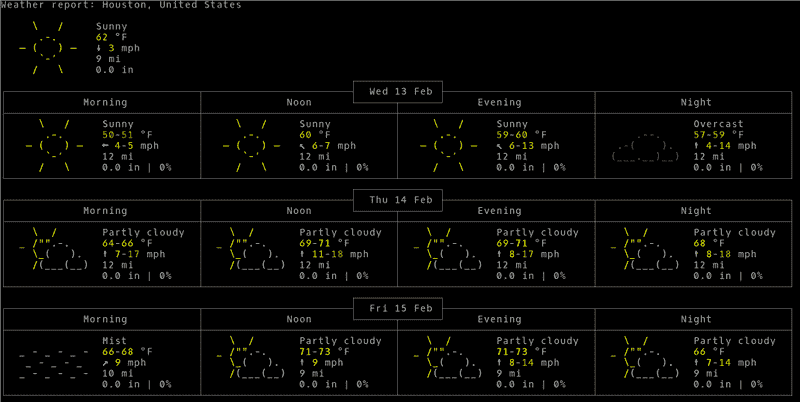 Weather report: Houston, United States
Sunny
62 °F
↓ 3 mph
9 mi
0.0 in
Wed 13 Feb
Morning Noon Evening Night
Sunny Sunny Sunny Overcast
50-51 °F 60 °F 59-60 °F 57-59 °F
← 4-5 mph ↖ 6-7 mph ↖ 6-13 mph ↑ 4-14 mph
12 mi 12 mi 12 mi 12 mi
0.0 in | 0% 0.0 in | 0% 0.0 in | 0% 0.0 in | 0%
Thu 14 Feb
Morning Noon Evening Night
Partly cloudy Partly cloudy Partly cloudy Partly cloudy
64-66 °F 69-71 °F 69-71 °F 68 °F
↑ 7-17 mph ↑ 11-18 mph ↑ 8-17 mph ↑ 8-18 mph
12 mi 12 mi 12 mi 12 mi
0.0 in | 0% 0.0 in | 0% 0.0 in | 0% 0.0 in | 0%
Fri 15 Feb
Morning Noon Evening Night
Mist Partly cloudy Partly cloudy Partly cloudy
66-68 °F 71-73 °F 71-73 °F 66 °F
↗ 9 mph ↑ 9 mph ↑ 8-14 mph ↑ 7-14 mph
10 mi 9 mi 9 mi 9 mi
0.0 in | 0% 0.0 in | 0% 0.0 in | 0% 0.0 in | 0%